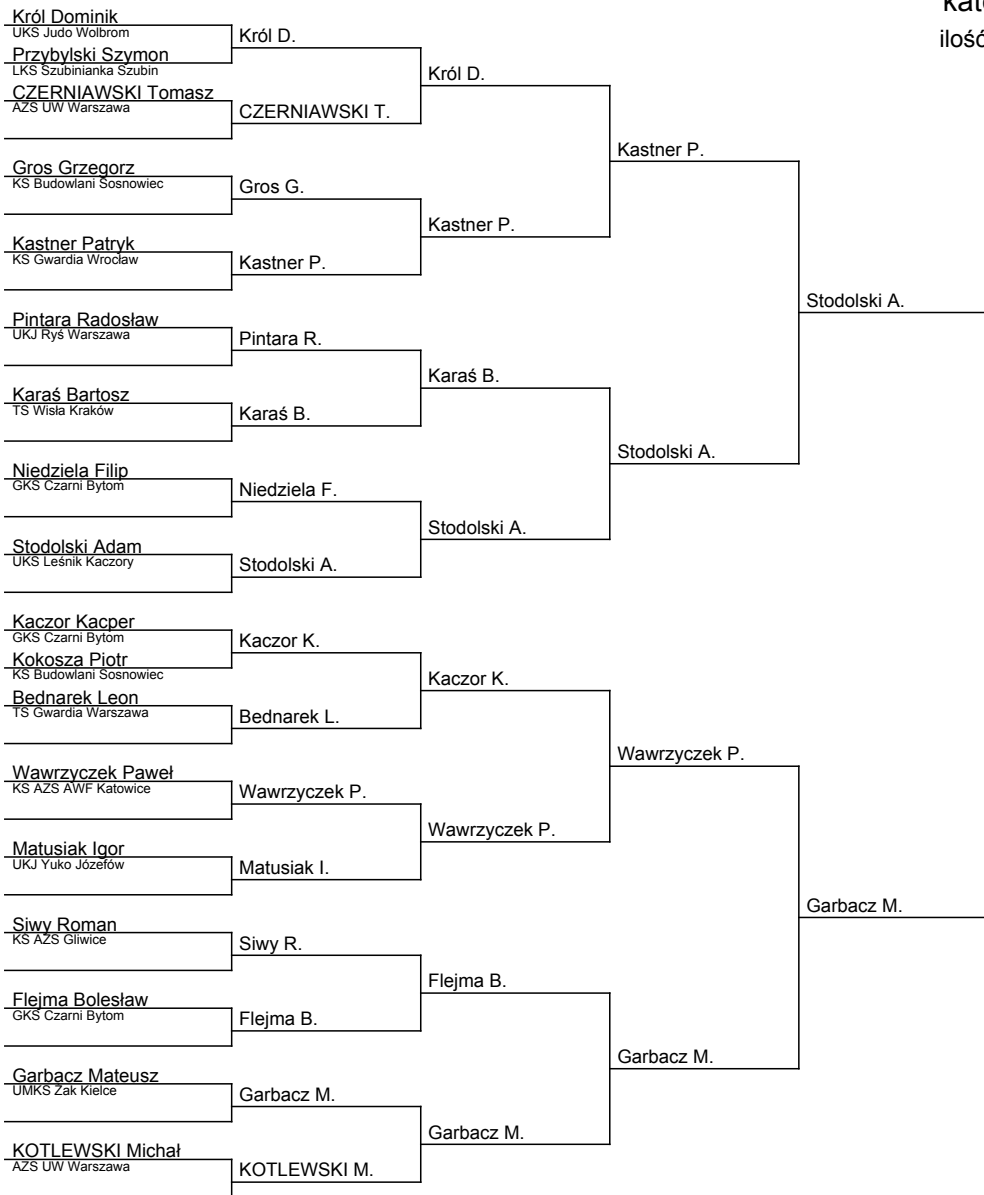 kate
ilość
Król Dominik
UKS Judo Wolbrom
Przybylski Szymon
LKS Szubinianka Szubin
CZERNIAWSKI Tomasz
AZS UW Warszawa
Gros Grzegorz
KS Budowlani Sosnowiec
Kastner Patryk
KS Gwardia Wrocław
Pintara Radosław
UKJ Ryś Warszawa
Karaś Bartosz
TS Wisła Kraków
Niedziela Filip
GKS Czarni Bytom
Stodolski Adam
UKS Leśnik Kaczory
Kaczor Kacper
GKS Czarni Bytom
Kokosza Piotr
KS Budowlani Sosnowiec
Bednarek Leon
TS Gwardia Warszawa
Wawrzyczek Paweł
KS AZS AWF Katowice
Matusiak Igor
UKJ Yuko Józefów
Siwy Roman
KS AZS Gliwice
Flejma Bolesław
GKS Czarni Bytom
Garbacz Mateusz
UMKS Żak Kielce
KOTLEWSKI Michał
AZS UW Warszawa
Król D.
CZERNIAWSKI T.
Gros G.
Kastner P.
Pintara R.
Karaś B.
Niedziela F.
Stodolski A.
Kaczor K.
Bednarek L.
Wawrzyczek P.
Matusiak I.
Siwy R.
Flejma B.
Garbacz M.
KOTLEWSKI M.
Król D.
Kastner P.
Karaś B.
Stodolski A.
Kaczor K.
Wawrzyczek P.
Flejma B.
Garbacz M.
Kastner P.
Stodolski A.
Wawrzyczek P.
Garbacz M.
Stodolski A.
Garbacz M.